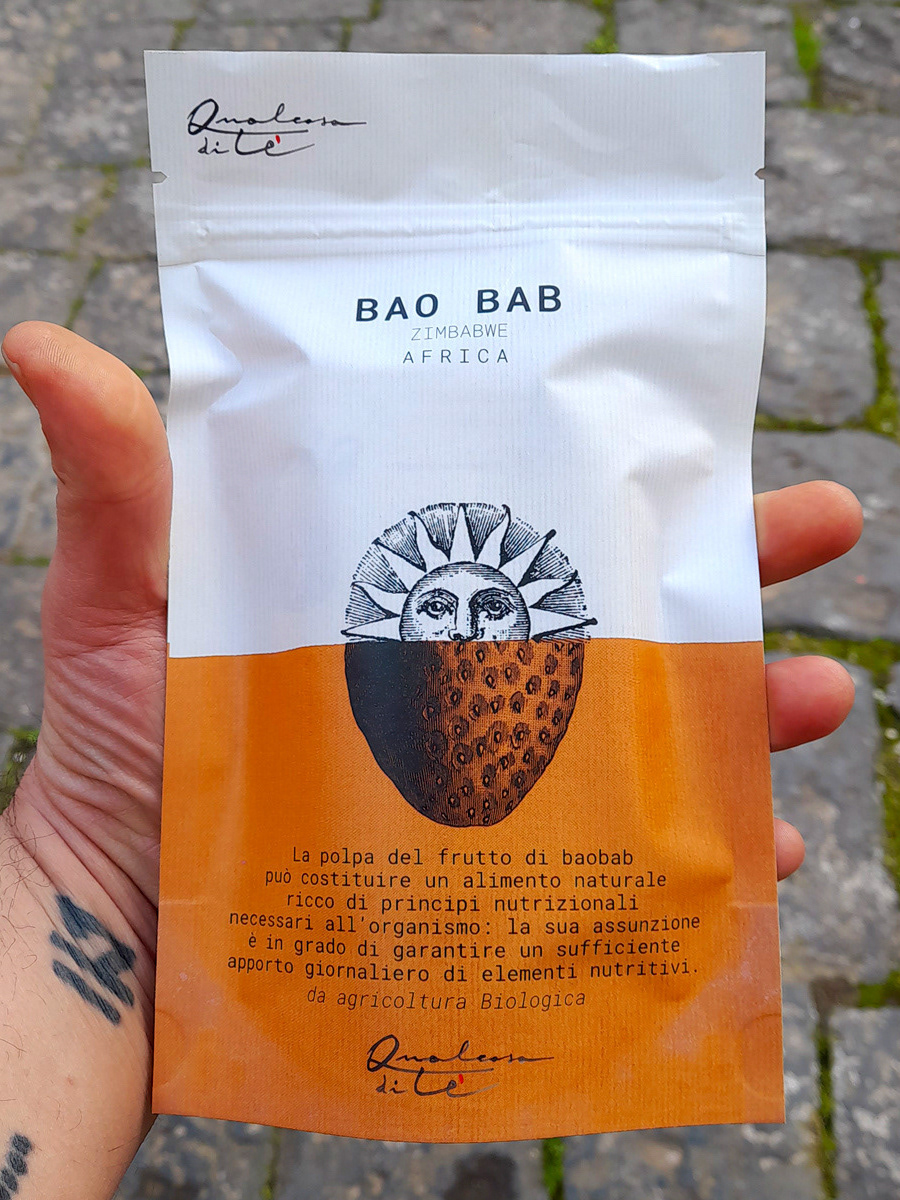 Qualcosa
di tè
BAO BAB
ZIMBABWE
AFRICA
La polpa del frutto di baobab
può costituire un alimento naturale
ricco di principi nutrizionali
necessari all'organismo: la sua assunzione
è in grado di garantire un sufficiente
apporto giornaliero di elementi nutritivi.
da agricoltura Biologica
Qualcosa
di tè